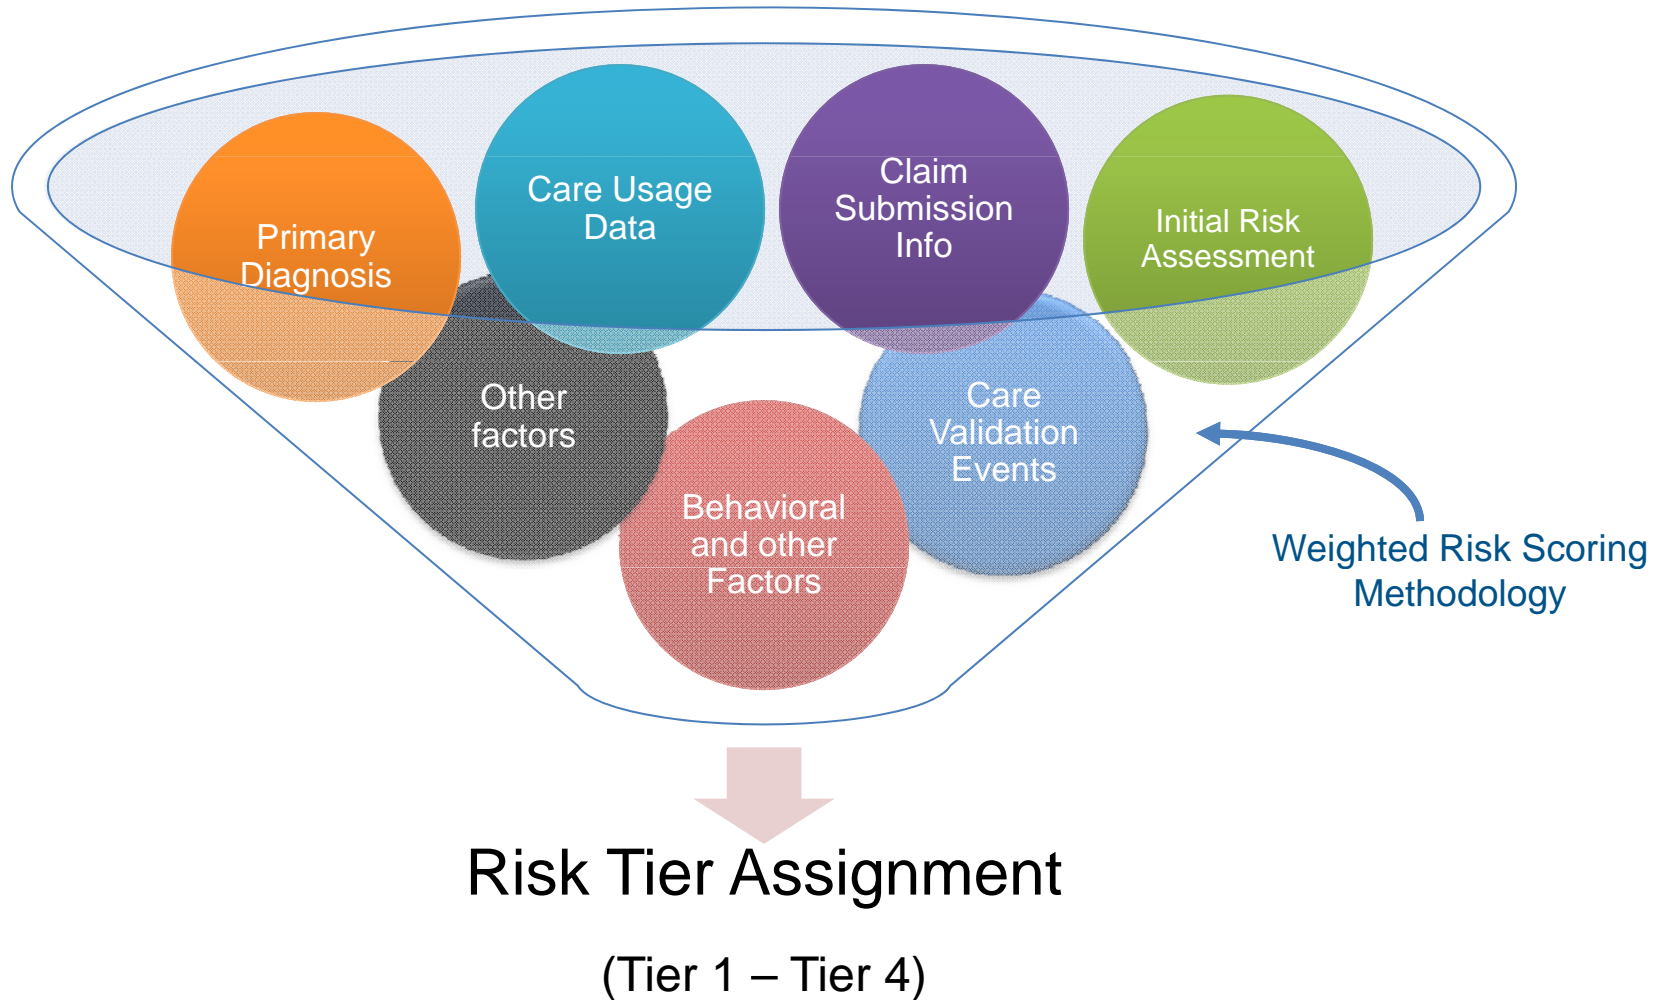 Primary
Diagnosis
Care Usage
Data
Claim
Submission
Info
Initial Risk
Assessment
Other
factors
Behavioral
and other
Factors
Care
Validation
Events
Weighted Risk Scoring
Methodology
Risk Tier Assignment
(Tier 1 – Tier 4)